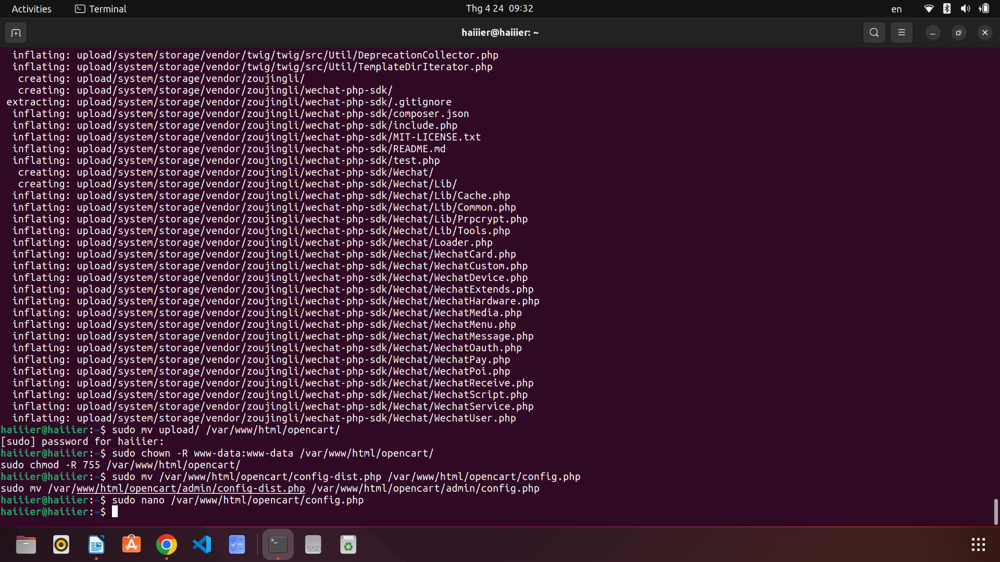 Activities
Terminal
Thg 4 24 09:32
en
haiiier@haiiier: ~
inflating: upload/system/storage/vendor/twig/twig/src/Util/DeprecationCollector.php
inflating: upload/system/storage/vendor/twig/twig/src/Util/TemplateDirIterator.php
creating: upload/system/storage/vendor/zoujingli/
creating: upload/system/storage/vendor/zoujingli/wechat-php-sdk/
extracting: upload/system/storage/vendor/zoujingli/wechat-php-sdk/.gitignore
inflating: upload/system/storage/vendor/zoujingli/wechat-php-sdk/composer.json
inflating: upload/system/storage/vendor/zoujingli/wechat-php-sdk/include.php
inflating: upload/system/storage/vendor/zoujingli/wechat-php-sdk/MIT-LICENSE.txt
inflating: upload/system/storage/vendor/zoujingli/wechat-php-sdk/README.md
inflating: upload/system/storage/vendor/zoujingli/wechat-php-sdk/test.php
creating: upload/system/storage/vendor/zoujingli/wechat-php-sdk/Wechat/
creating: upload/system/storage/vendor/zoujingli/wechat-php-sdk/Wechat/Lib/
inflating: upload/system/storage/vendor/zoujingli/wechat-php-sdk/Wechat/Lib/Cache.php
inflating: upload/system/storage/vendor/zoujingli/wechat-php-sdk/Wechat/Lib/Common.php
inflating: upload/system/storage/vendor/zoujingli/wechat-php-sdk/Wechat/Lib/Prpcrypt.php
inflating: upload/system/storage/vendor/zoujingli/wechat-php-sdk/Wechat/Lib/Tools.php
inflating: upload/system/storage/vendor/zoujingli/wechat-php-sdk/Wechat/Loader.php
inflating: upload/system/storage/vendor/zoujingli/wechat-php-sdk/Wechat/WechatCard.php
inflating: upload/system/storage/vendor/zoujingli/wechat-php-sdk/Wechat/WechatCustom.php
inflating: upload/system/storage/vendor/zoujingli/wechat-php-sdk/Wechat/WechatDevice.php
inflating: upload/system/storage/vendor/zoujingli/wechat-php-sdk/Wechat/WechatExtends.php
inflating: upload/system/storage/vendor/zoujingli/wechat-php-sdk/Wechat/WechatHardware.php
inflating: upload/system/storage/vendor/zoujingli/wechat-php-sdk/Wechat/WechatMedia.php
inflating: upload/system/storage/vendor/zoujingli/wechat-php-sdk/Wechat/WechatMenu.php
inflating: upload/system/storage/vendor/zoujingli/wechat-php-sdk/Wechat/WechatMessage.php
inflating: upload/system/storage/vendor/zoujingli/wechat-php-sdk/Wechat/WechatOauth.php
inflating: upload/system/storage/vendor/zoujingli/wechat-php-sdk/Wechat/WechatPay.php
inflating: upload/system/storage/vendor/zoujingli/wechat-php-sdk/Wechat/WechatPoi.php
inflating: upload/system/storage/vendor/zoujingli/wechat-php-sdk/Wechat/WechatReceive.php
inflating: upload/system/storage/vendor/zoujingli/wechat-php-sdk/Wechat/WechatScript.php
inflating: upload/system/storage/vendor/zoujingli/wechat-php-sdk/Wechat/WechatService.php
inflating: upload/system/storage/vendor/zoujingli/wechat-php-sdk/Wechat/WechatUser.php
haiiier@haiiier:~$ sudo mv upload/ /var/www/html/opencart/
[sudo] password for haiiier:
haiiier@haiiier:~$ sudo chown -R www-data:www-data /var/www/html/opencart/
sudo chmod -R 755 /var/www/html/opencart/
haiiier@haiiier:~$ sudo mv /var/www/html/opencart/config-dist.php /var/www/html/opencart/config.php
sudo mv /var/www/html/opencart/admin/config-dist.php /var/www/html/opencart/admin/config.php
haiiier@haiiier:~$ sudo nano /var/www/html/opencart/config.php
haiiier@haiiier:~$
SSD